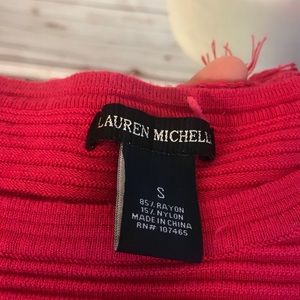 LAUREN MICHELL
S
85% RAYON
15% NYLON
MADE IN CHINA
RN# 107465